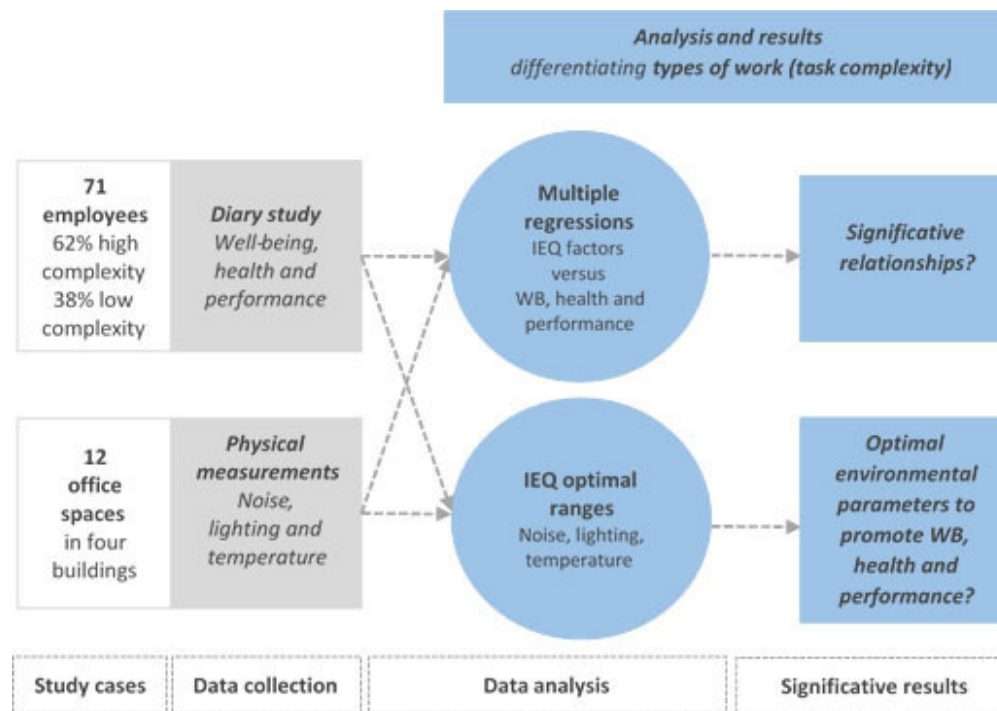 Analysis and results
differentiating types of work (task complexity)
71
employees
62% high
complexity
38% low
complexity
Diary study
Well-being,
health and
performance
Multiple
regressions
IEQ factors
versus
WB, health and
performance
Significative
relationships?
12
office
spaces
in four
buildings
Physical
measurements
Noise,
lighting and
temperature
IEQ optimal
ranges
Noise, lighting,
temperature
Optimal
environmental
parameters to
promote WB,
health and
performance?
Study cases
Data collection
Data analysis
Significative results